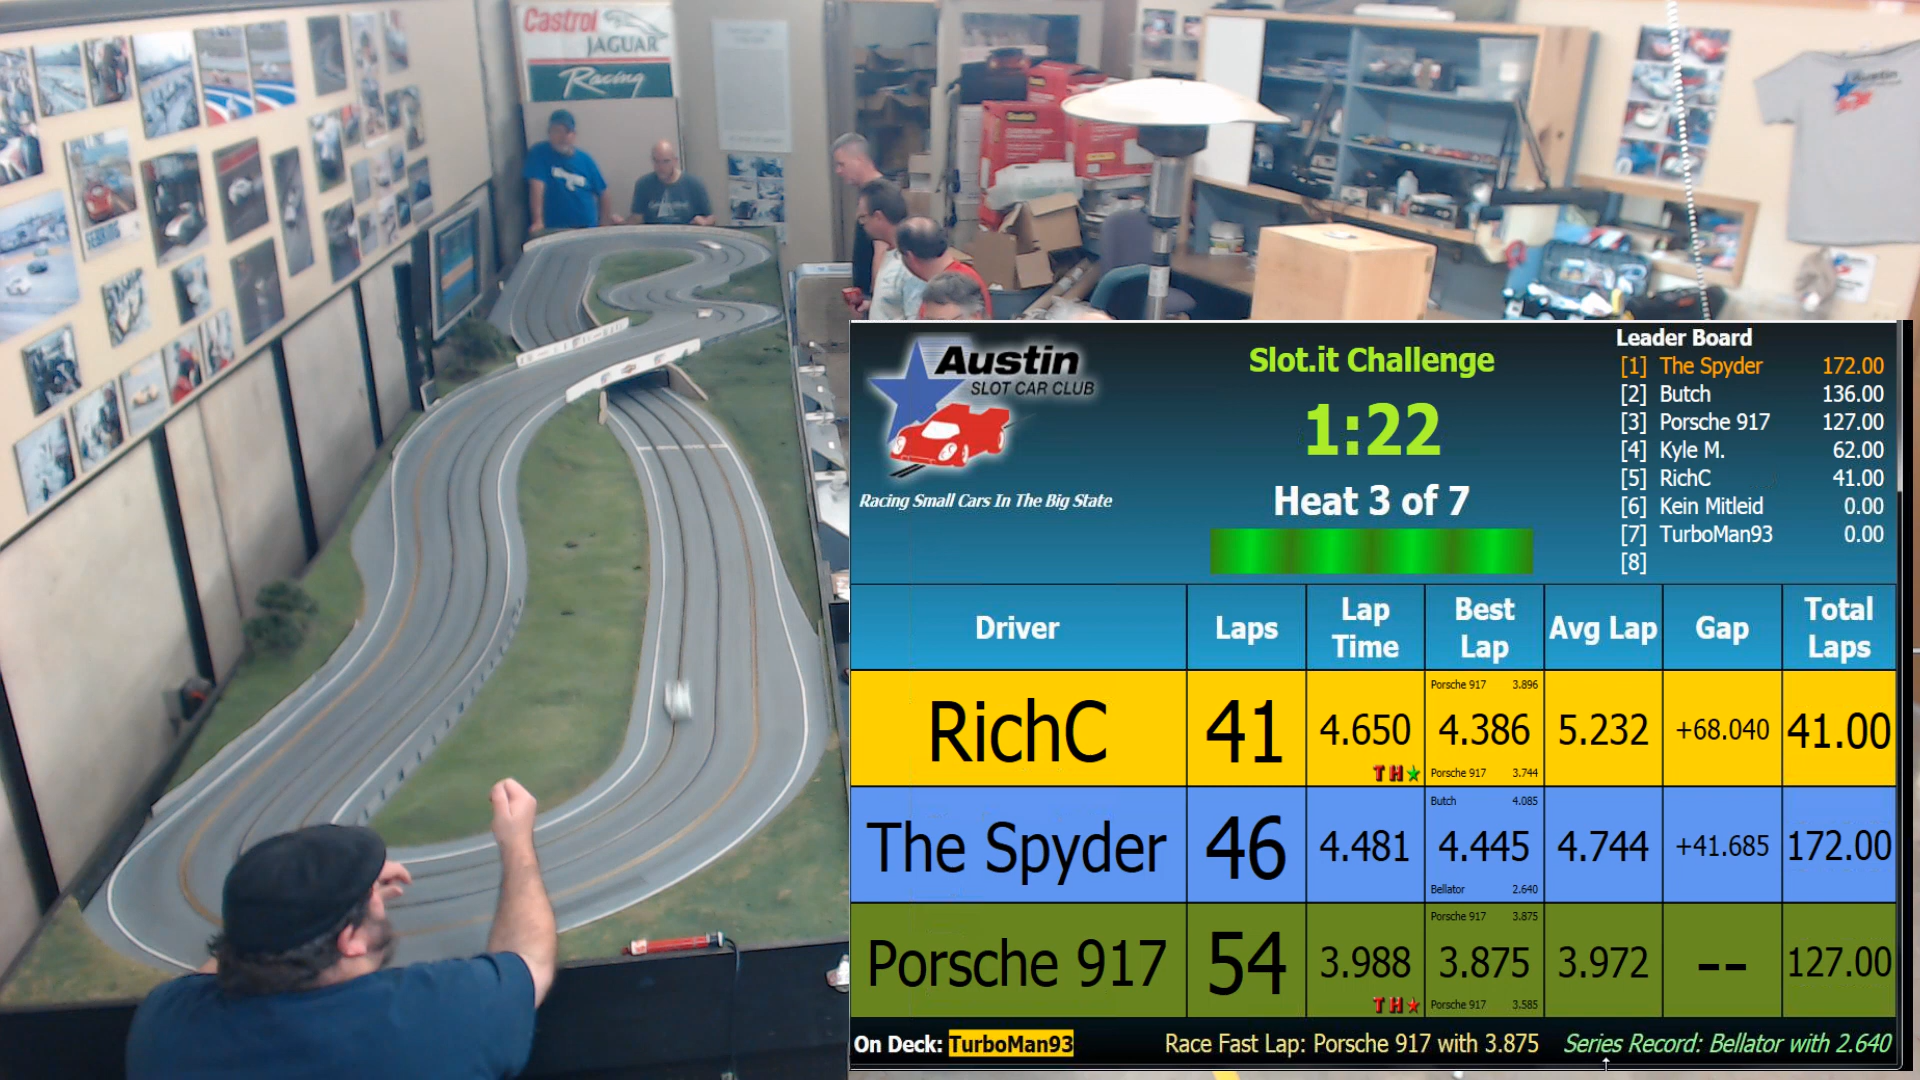 Castrol
JAGUAR
Racing
SEBRING
Scotch
Austin
Austin
SLOT CAR CLUB
Racing Small Cars In The Big State
Slot.it Challenge
1:22
Heat 3 of 7
Leader Board
[1] The Spyder 172.00
[2] Butch 136.00
[3] Porsche 917 127.00
[4] Kyle M. 62.00
[5] RichC 41.00
[6] Kein Mitleid 0.00
[7] TurboMan93 0.00
[8]
Driver Laps Lap Time Best Lap Avg Lap Gap Total Laps
Porsche 917 3.896
RichC 41 4.650 4.386 5.232 +68.040 41.00
T H Porsche 917 3.744
Butch 4.085
The Spyder 46 4.481 4.445 4.744 +41.685 172.00
Bellator 2.640
Porsche 917 3.875
Porsche 917 54 3.988 3.875 3.972 -- 127.00
T H Porsche 917 3.585
On Deck: TurboMan93 Race Fast Lap: Porsche 917 with 3.875 Series Record: Bellator with 2.640